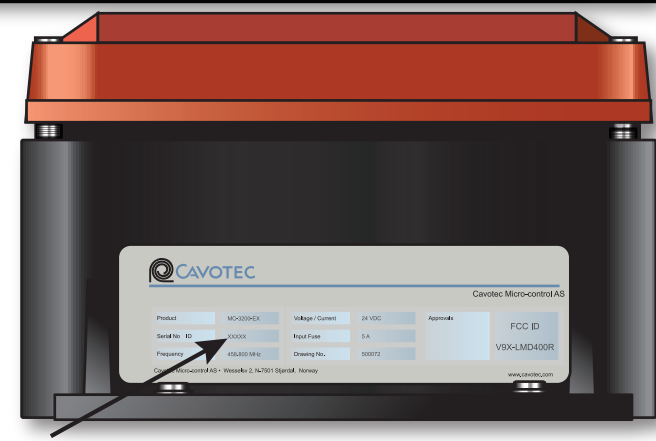 CAVOTEC
Cavotec Micro-control AS
Product MC-3200-EX Voltage / Current 24 VDC Approvals
FCC ID
Serial No ID XXXXX Input Fuse 5 A
V9X-LMD400R
Frequency 458.800 MHz Drawing No. 500072
Cavotec Micro-control AS • Wesselsv 2, N-7501 Stjørdal, Norway
www.cavotec.com